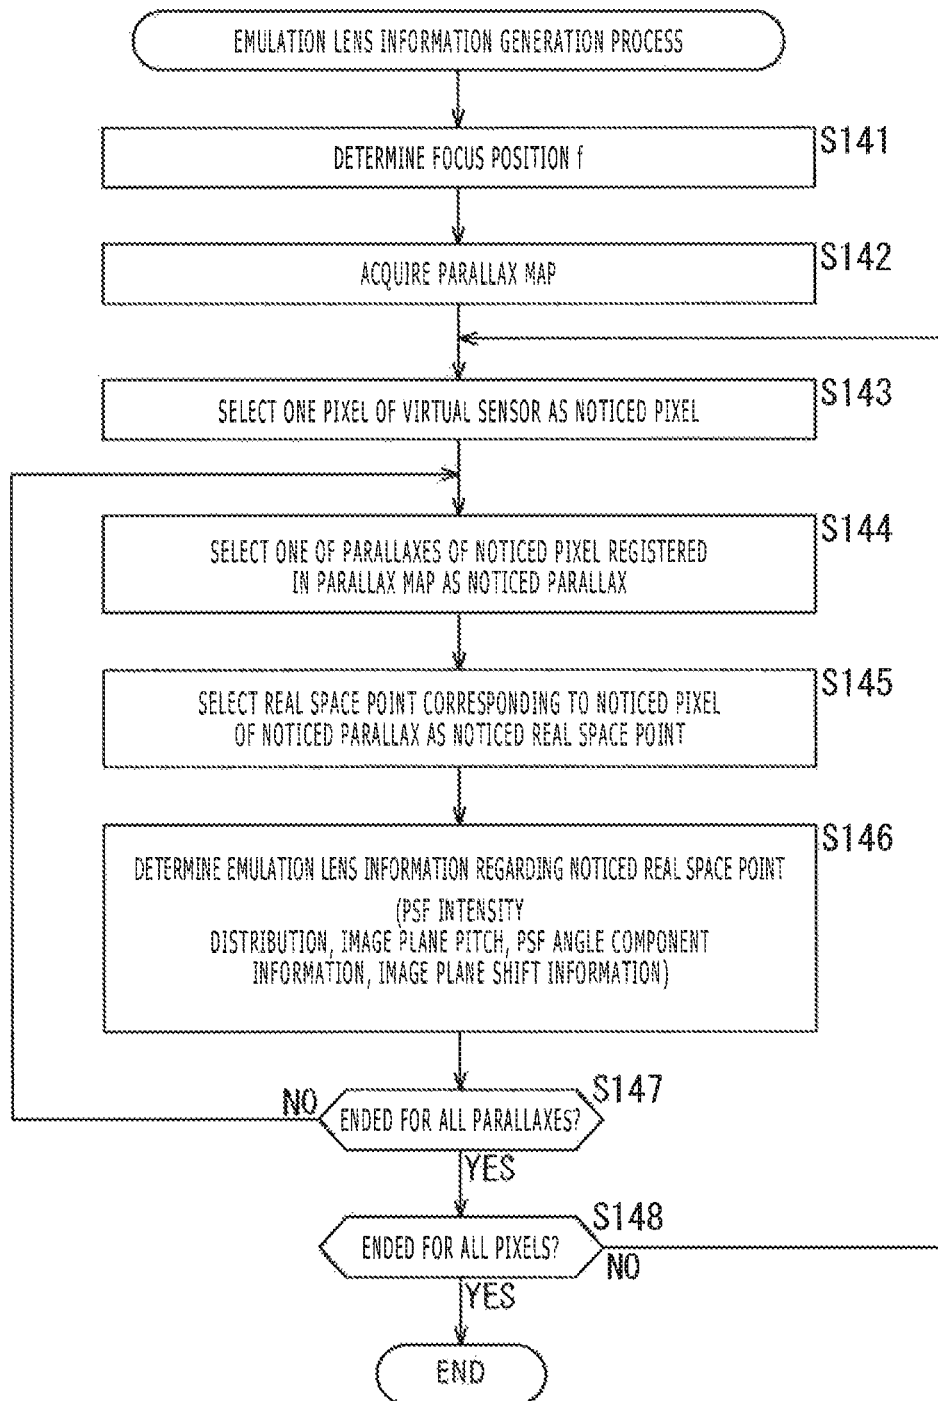 EMULATION LENS INFORMATION GENERATION PROCESS
S141
DETERMINE FOCUS POSITION f
S142
ACQUIRE PARALLAX MAP
S143
SELECT ONE PIXEL OF VIRTUAL SENSOR AS NOTICED PIXEL
S144
SELECT ONE OF PARALLAXES OF NOTICED PIXEL REGISTERED
IN PARALLAX MAP AS NOTICED PARALLAX
S145
SELECT REAL SPACE POINT CORRESPONDING TO NOTICED PIXEL
OF NOTICED PARALLAX AS NOTICED REAL SPACE POINT
S146
DETERMINE EMULATION LENS INFORMATION REGARDING NOTICED REAL SPACE POINT
(PSF INTENSITY
DISTRIBUTION, IMAGE PLANE PITCH, PSF ANGLE COMPONENT
INFORMATION, IMAGE PLANE SHIFT INFORMATION)
S147
NO
ENDED FOR ALL PARALLAXES?
YES
S148
ENDED FOR ALL PIXELS?
NO
YES
END